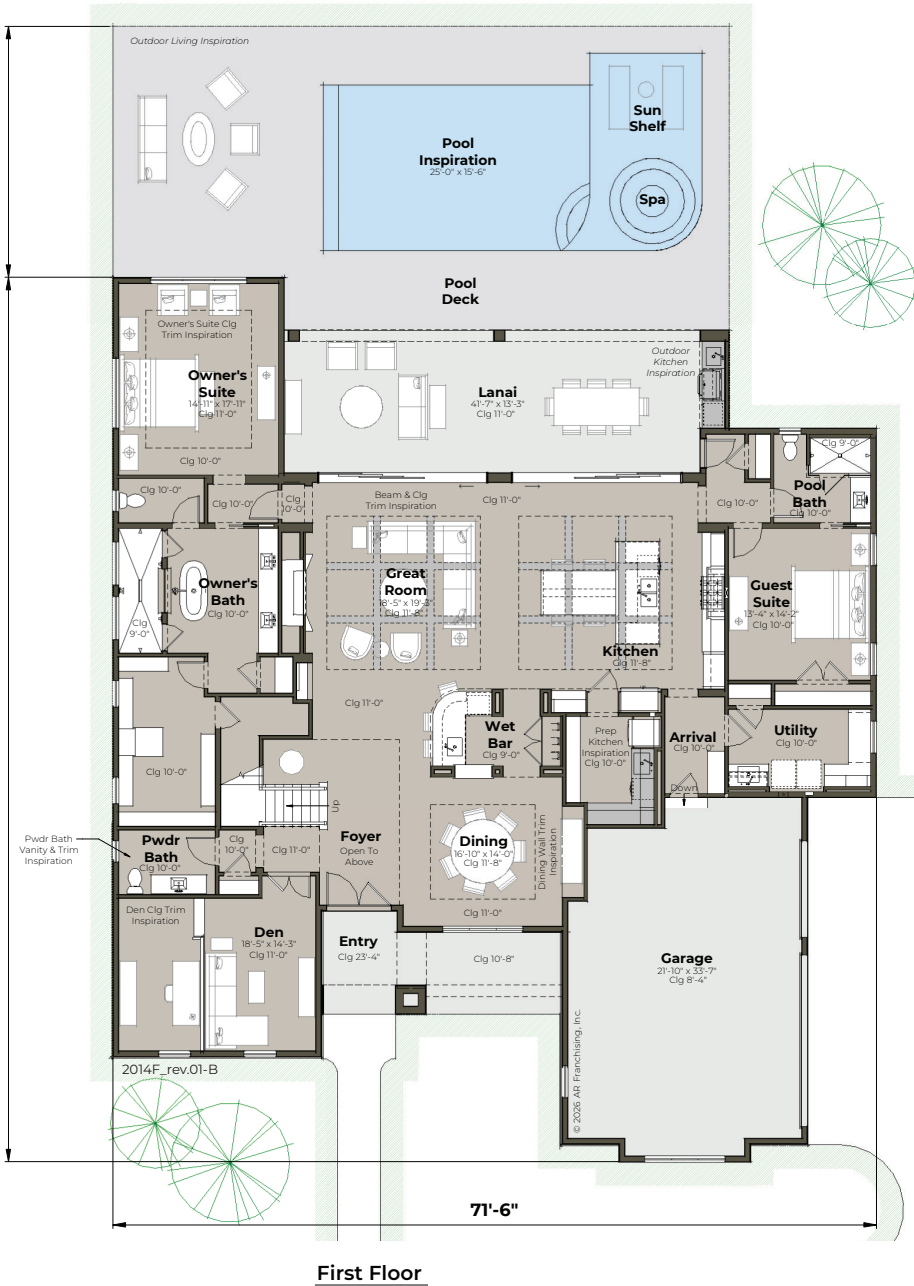 Outdoor Living Inspiration
Sun
Shelf
Pool
Inspiration
25'-0" x 15'-6"
Spa
Pool
Deck
Owner's Suite Clg
Trim Inspiration
Owner's
Suite
14'-11" x 17'-11"
Clg 11'-0"
Clg 10'-0"
Outdoor
Kitchen
Inspiration
Lanai
41'-7" x 13'-3"
Clg 11'-0"
Clg 9'-0"
Pool
Bath
Clg 10'-0"
Clg 10'-0"
Clg 10'-0"
Clg 10'-0"
Clg
10'-0"
Beam & Clg
Trim Inspiration
Clg 11'-0"
Owner's
Bath
Clg 10'-0"
Clg
9'-0"
Great
Room
18'-5" x 19'-3"
Clg 11'-8"
Guest
Suite
13'-4" x 14'-2"
Clg 10'-0"
Kitchen
Clg 11'-8"
Clg 11'-0"
Wet
Bar
Clg 9'-0"
Prep
Kitchen
Inspiration
Clg 10'-0"
Arrival
Clg 10'-0"
Utility
Clg 10'-0"
Clg 10'-0"
Down
Up
Pwdr Bath
Vanity & Trim
Inspiration
Pwdr
Bath
Clg 10'-0"
Clg
10'-0"
Clg 11'-0"
Foyer
Open To
Above
Dining
16'-10" x 14'-0"
Clg 11'-8"
Dining Wall Trim
Inspiration
Clg 11'-0"
Den Clg Trim
Inspiration
Den
18'-5" x 14'-3"
Clg 11'-0"
Entry
Clg 23'-4"
Clg 10'-8"
Garage
21'-10" x 33'-7"
Clg 8'-4"
© 2026 AR Franchising, Inc.
2014F_rev.01-B
71'-6"
First Floor